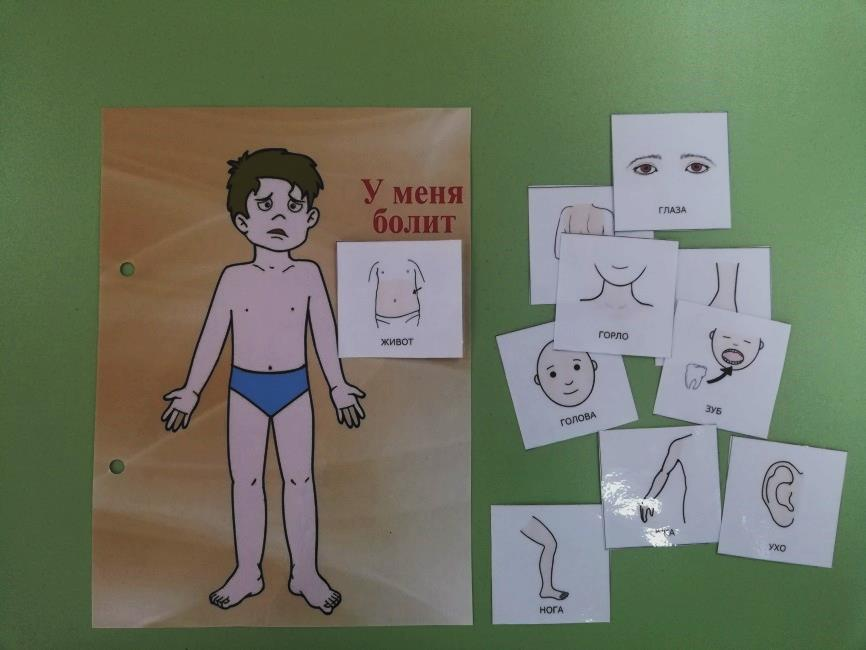 У меня
болит
ЖИВОТ
ГЛАЗА
ГОРЛО
ГОЛОВА
ЗУБ
УХО
НОГА